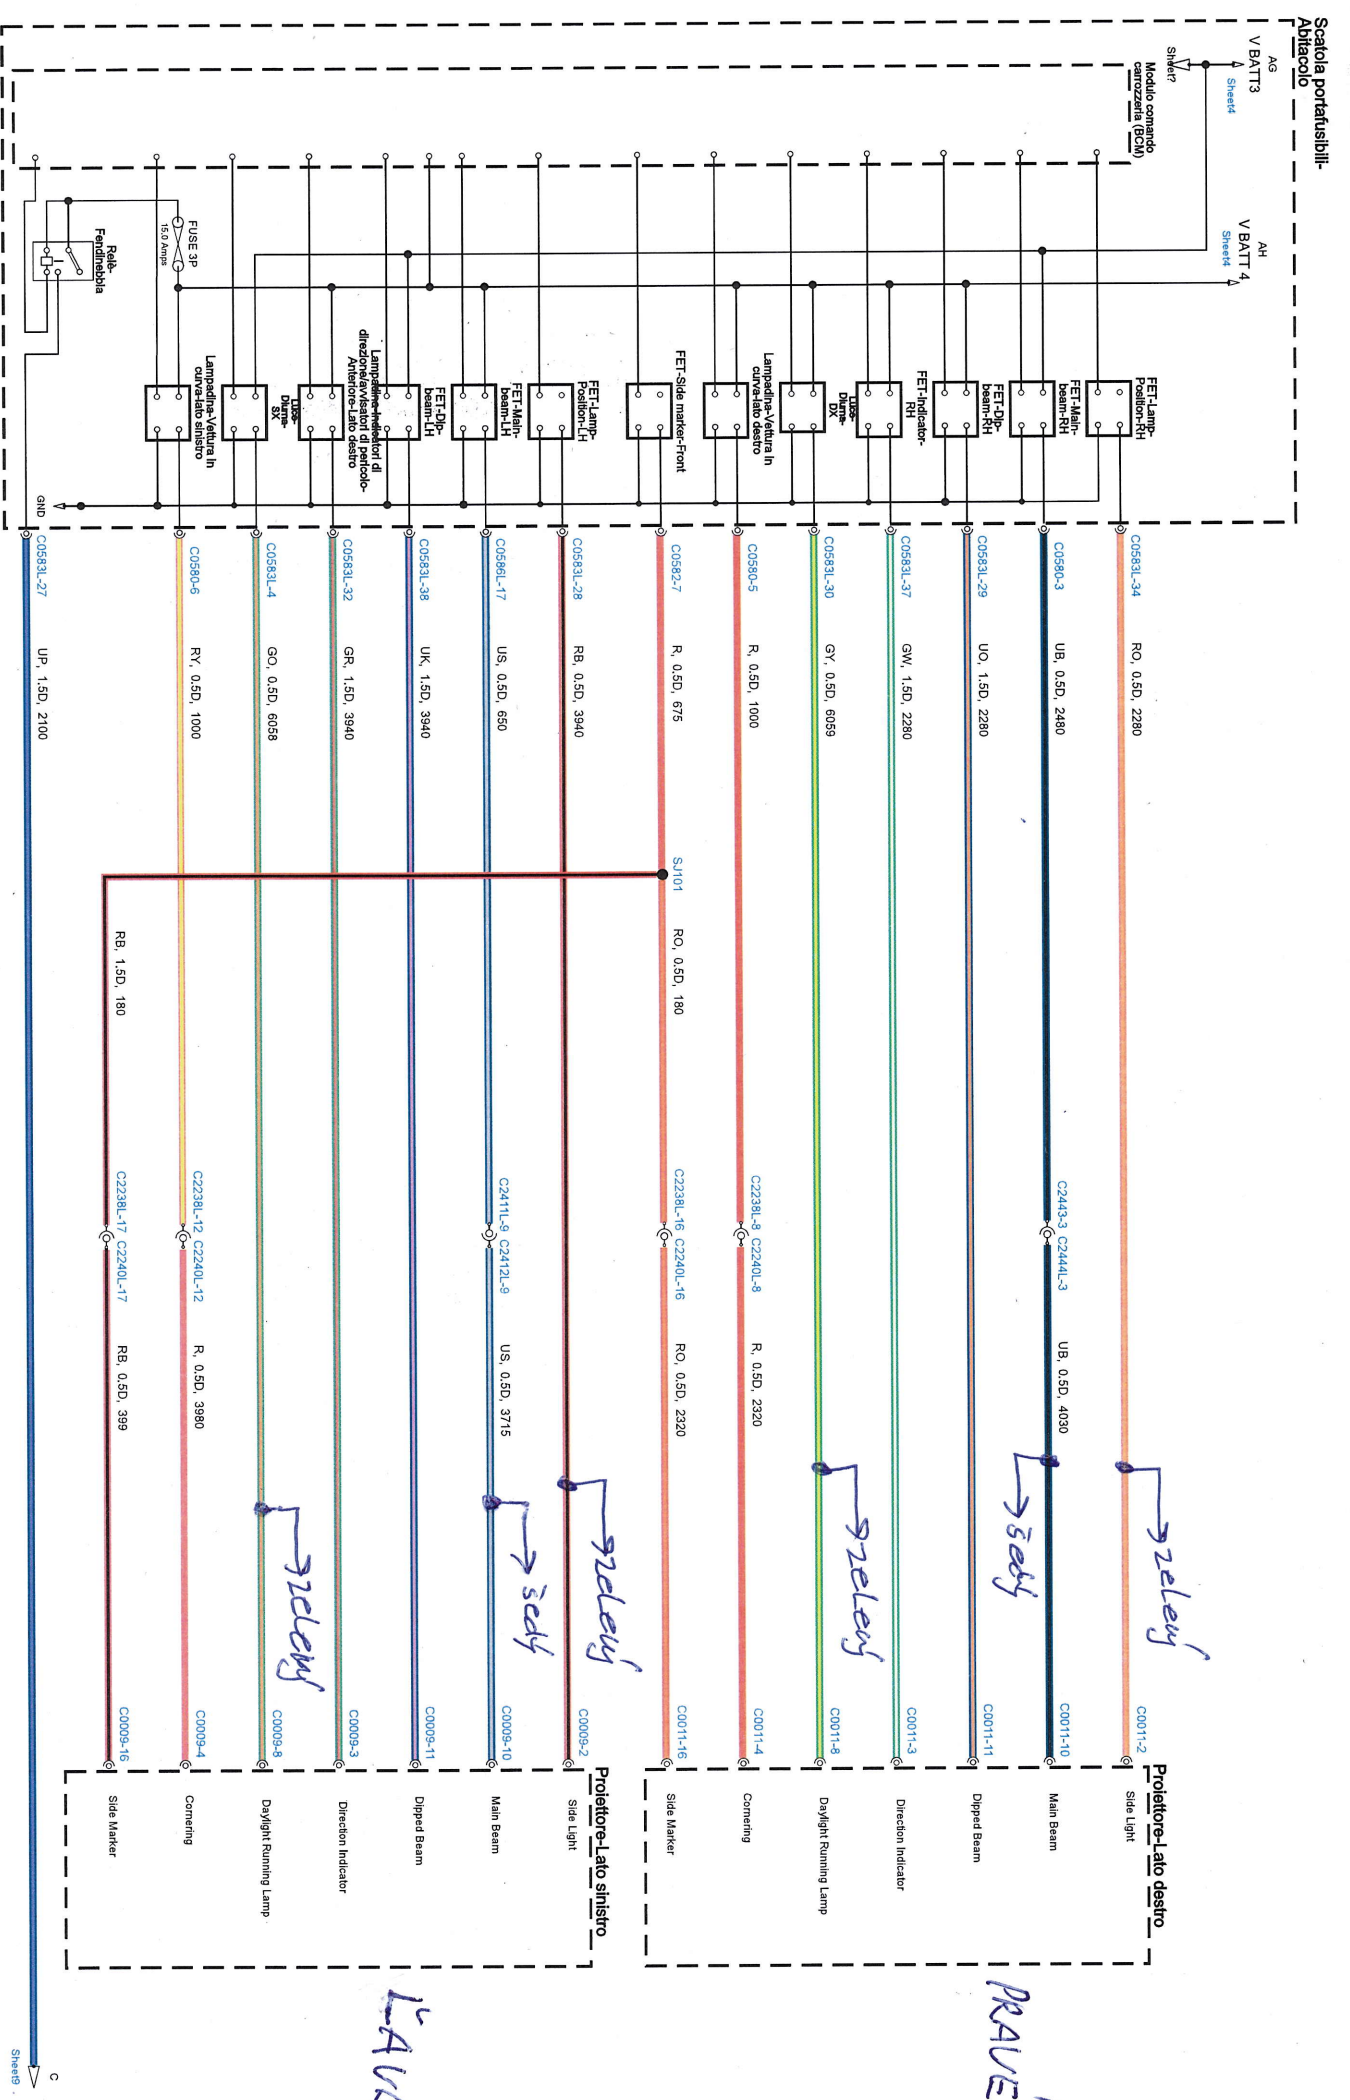 Scatola portafusibili-
Abitacolo
AG
V BATT3
Sheet4
Sheet?
Modulo comando
carrozzeria (BCM)
AH
V BATT 4
Sheet4
FUSE 3P
15.0 Amps
Relè-
Fendinebbia
GND
FET-Lamp-
Position-RH
FET-Main-
beam-RH
FET-Dip-
beam-RH
FET-Indicator-
RH
Luce-
Diurna-
DX
Lampadina-Vettura in
curva-lato destro
FET-Side marker-Front
FET-Lamp-
Position-LH
FET-Main-
beam-LH
FET-Dip-
beam-LH
Lampadina-Indicatori di
direzione/avvisatori di pericolo-
Anteriore-Lato destro
Luce-
Diurna-
SX
Lampadina-Vettura in
curva-lato sinistro
C0583L-34
RO, 0.5D, 2280
zelený
C0011-2
Side Light
C0580-3
UB, 0.5D, 2480
C2443-3
C2444L-3
UB, 0.5D, 4030
šedý
C0011-10
Main Beam
C0583L-29
UO, 1.5D, 2280
C0011-11
Dipped Beam
C0583L-37
GW, 1.5D, 2280
C0011-3
Direction Indicator
C0583L-30
GY, 0.5D, 6059
zelený
C0011-8
Daylight Running Lamp
C0580-5
R, 0.5D, 1000
C2238L-8
C2240L-8
R, 0.5D, 2320
C0011-4
Cornering
C0582-7
R, 0.5D, 675
SJ101
RO, 0.5D, 180
C2238L-16
C2240L-16
RO, 0.5D, 2320
C0011-16
Side Marker
Proiettore-Lato destro
PRAVÉ
C0583L-28
RB, 0.5D, 3940
zelený
C0009-2
Side Light
C0586L-17
US, 0.5D, 650
C2411L-9
C2412L-9
US, 0.5D, 3715
šedý
C0009-10
Main Beam
C0583L-38
UK, 1.5D, 3940
C0009-11
Dipped Beam
C0583L-32
GR, 1.5D, 3940
C0009-3
Direction Indicator
C0583L-4
GO, 0.5D, 6058
zelený
C0009-8
Daylight Running Lamp
C0580-6
RY, 0.5D, 1000
C2238L-12
C2240L-12
R, 0.5D, 3980
C0009-4
Cornering
RB, 1.5D, 180
C2238L-17
C2240L-17
RB, 0.5D, 399
C0009-16
Side Marker
Proiettore-Lato sinistro
C0583L-27
UP, 1.5D, 2100
C
Sheet9